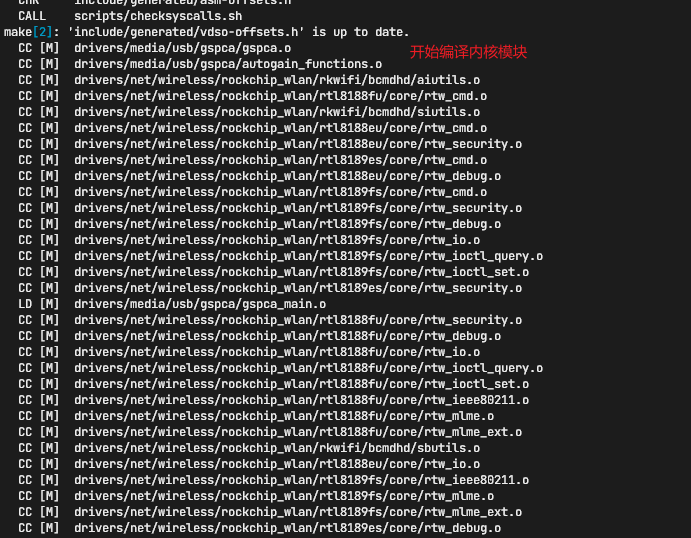 CHK     include/generated/asm-offsets.h
CALL    scripts/checksyscalls.sh
make[2]: 'include/generated/vdso-offsets.h' is up to date.
CC [M]  drivers/media/usb/gspca/gspca.o
开始编译内核模块
CC [M]  drivers/media/usb/gspca/autogain_functions.o
CC [M]  drivers/net/wireless/rockchip_wlan/rkwifi/bcmdhd/aiutils.o
CC [M]  drivers/net/wireless/rockchip_wlan/rtl8188fu/core/rtw_cmd.o
CC [M]  drivers/net/wireless/rockchip_wlan/rkwifi/bcmdhd/siutils.o
CC [M]  drivers/net/wireless/rockchip_wlan/rtl8188eu/core/rtw_cmd.o
CC [M]  drivers/net/wireless/rockchip_wlan/rtl8188eu/core/rtw_security.o
CC [M]  drivers/net/wireless/rockchip_wlan/rtl8189es/core/rtw_cmd.o
CC [M]  drivers/net/wireless/rockchip_wlan/rtl8188eu/core/rtw_debug.o
CC [M]  drivers/net/wireless/rockchip_wlan/rtl8189fs/core/rtw_cmd.o
CC [M]  drivers/net/wireless/rockchip_wlan/rtl8189fs/core/rtw_security.o
CC [M]  drivers/net/wireless/rockchip_wlan/rtl8189fs/core/rtw_debug.o
CC [M]  drivers/net/wireless/rockchip_wlan/rtl8189fs/core/rtw_io.o
CC [M]  drivers/net/wireless/rockchip_wlan/rtl8189fs/core/rtw_ioctl_query.o
CC [M]  drivers/net/wireless/rockchip_wlan/rtl8189fs/core/rtw_ioctl_set.o
CC [M]  drivers/net/wireless/rockchip_wlan/rtl8189es/core/rtw_security.o
LD [M]  drivers/media/usb/gspca/gspca_main.o
CC [M]  drivers/net/wireless/rockchip_wlan/rtl8188fu/core/rtw_security.o
CC [M]  drivers/net/wireless/rockchip_wlan/rtl8188fu/core/rtw_debug.o
CC [M]  drivers/net/wireless/rockchip_wlan/rtl8188fu/core/rtw_io.o
CC [M]  drivers/net/wireless/rockchip_wlan/rtl8188fu/core/rtw_ioctl_query.o
CC [M]  drivers/net/wireless/rockchip_wlan/rtl8188fu/core/rtw_ioctl_set.o
CC [M]  drivers/net/wireless/rockchip_wlan/rtl8188fu/core/rtw_ieee80211.o
CC [M]  drivers/net/wireless/rockchip_wlan/rtl8188fu/core/rtw_mlme.o
CC [M]  drivers/net/wireless/rockchip_wlan/rtl8188fu/core/rtw_mlme_ext.o
CC [M]  drivers/net/wireless/rockchip_wlan/rkwifi/bcmdhd/sbutils.o
CC [M]  drivers/net/wireless/rockchip_wlan/rtl8188eu/core/rtw_io.o
CC [M]  drivers/net/wireless/rockchip_wlan/rtl8189fs/core/rtw_ieee80211.o
CC [M]  drivers/net/wireless/rockchip_wlan/rtl8189fs/core/rtw_mlme.o
CC [M]  drivers/net/wireless/rockchip_wlan/rtl8189fs/core/rtw_mlme_ext.o
CC [M]  drivers/net/wireless/rockchip_wlan/rtl8189es/core/rtw_debug.o